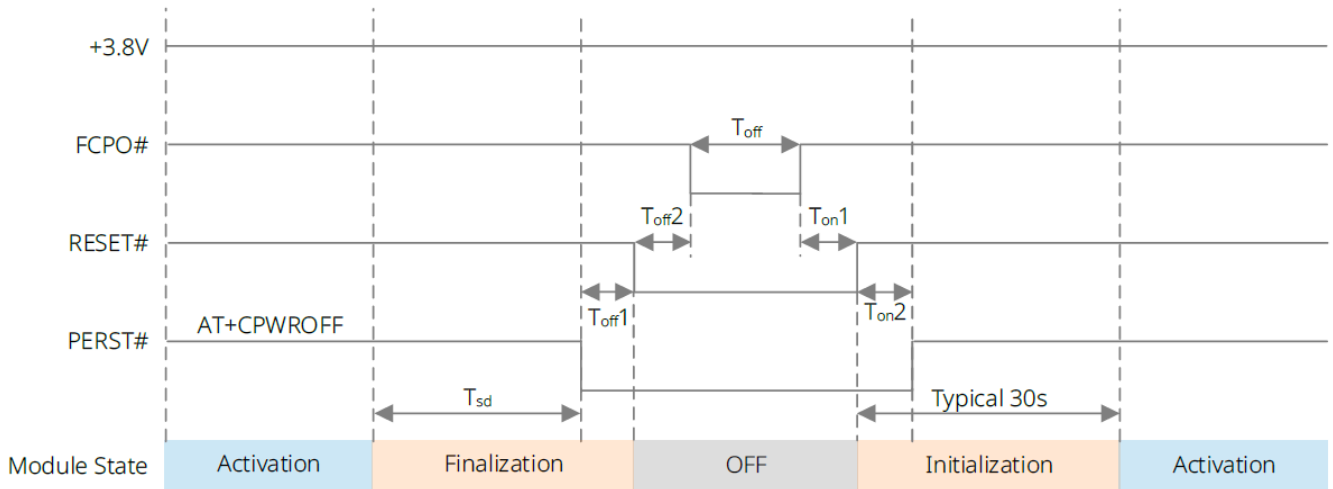 +3.8V
FCPO#
Toff
RESET#
Toff2
Ton1
PERST#
AT+CPWROFF
Toff1
Ton2
Tsd
Typical 30s
Module State
Activation
Finalization
OFF
Initialization
Activation